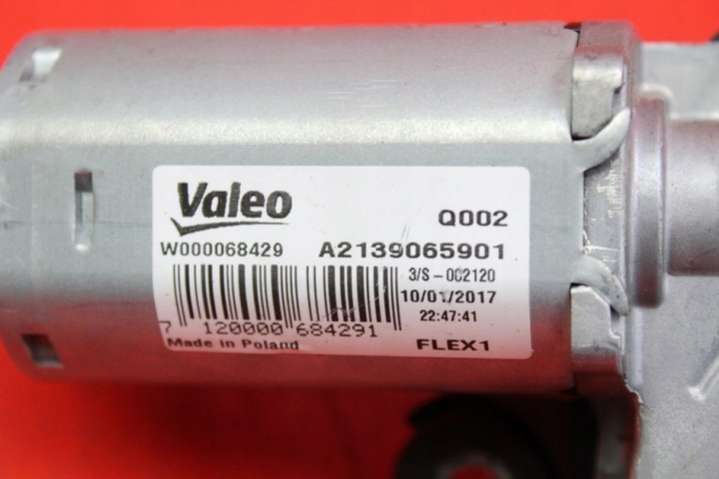 Valeo
Q002
W000068429
A2139065901
3/S-002120
10/01/2017
22:47:41
7 120000 684291
Made in Poland
FLEX1